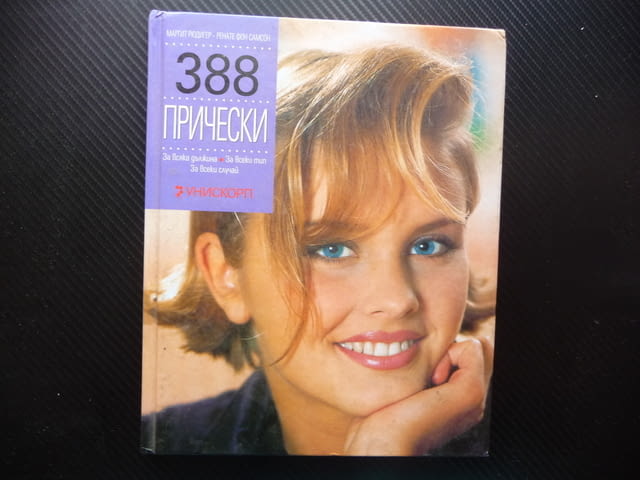 МАРГИТ РЮДИГЕР • РЕНАТЕ ФОН САМСОН
388
ПРИЧЕСКИ
За всяка дължина • За всеки тип
За всеки случай
УНИСКОРП